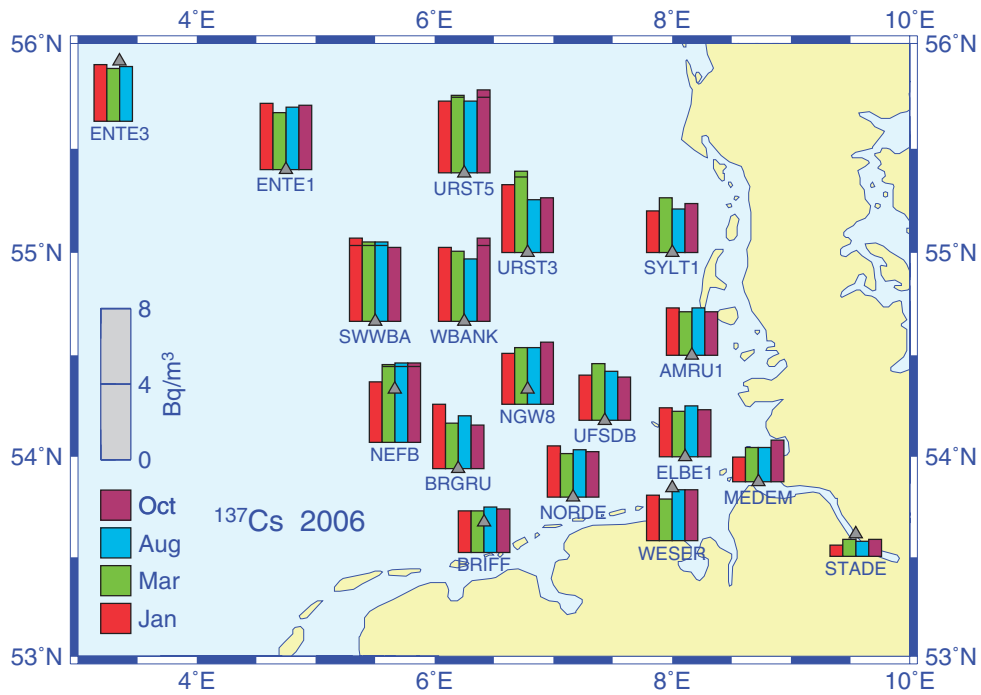 4°E 6°E 8°E 10°E
56°N 56°N
ENTE3
ENTE1 URST5
URST3 SYLT1
55°N 55°N
SWWBA WBANK
AMRU1
8
4
0
Bq/m³
NGW8
UFSDB
NEFB
54°N 54°N
BRGRU ELBE1
MEDEM
NORDE
WESER
BRIFF STADE
Oct
Aug
Mar
Jan
¹³⁷Cs 2006
53°N 53°N
4°E 6°E 8°E 10°E